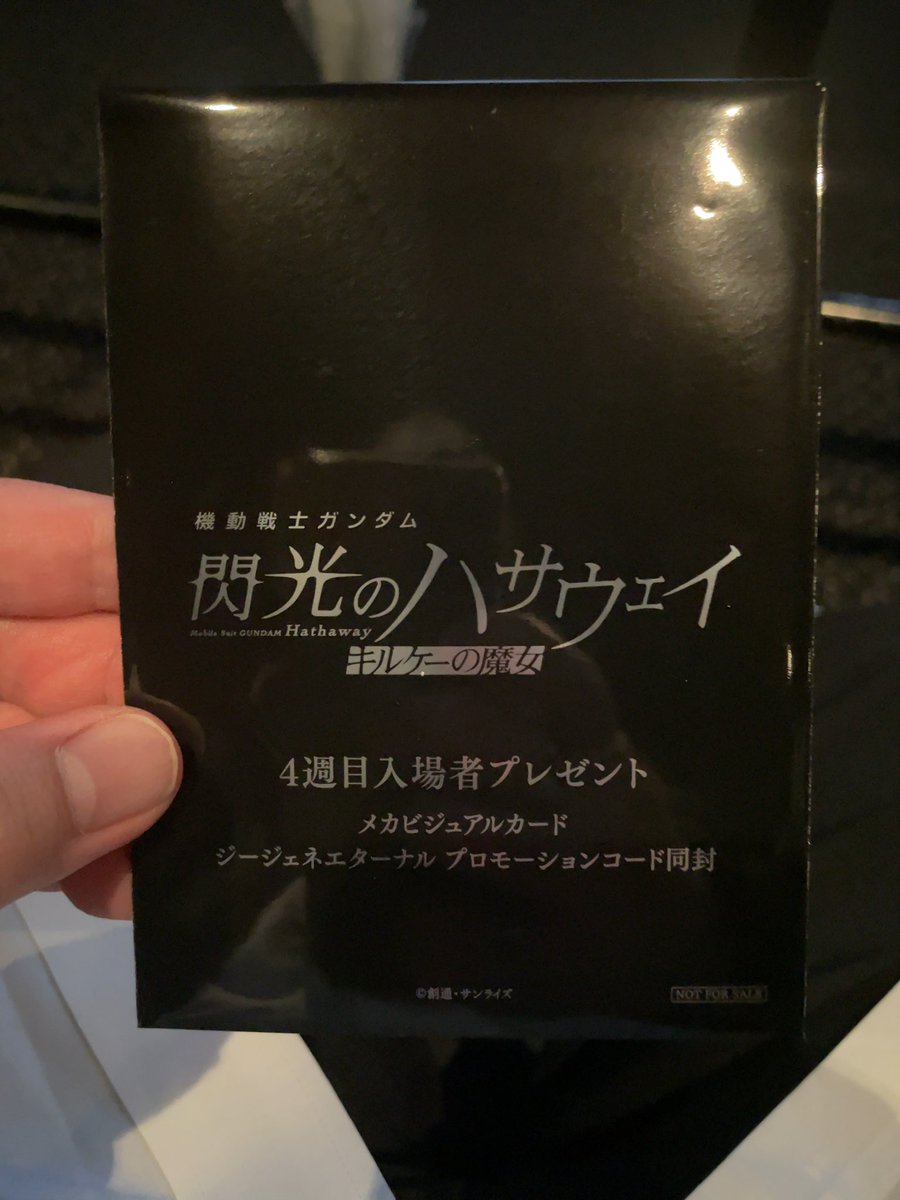 機動戦士ガンダム
閃光のハサウェイ
Mobile Suit GUNDAM Hathaway
キルケーの魔女
4週目入場者プレゼント
メカビジュアルカード
ジージェネエターナル プロモーションコード同封
©創通・サンライズ
NOT FOR SALE